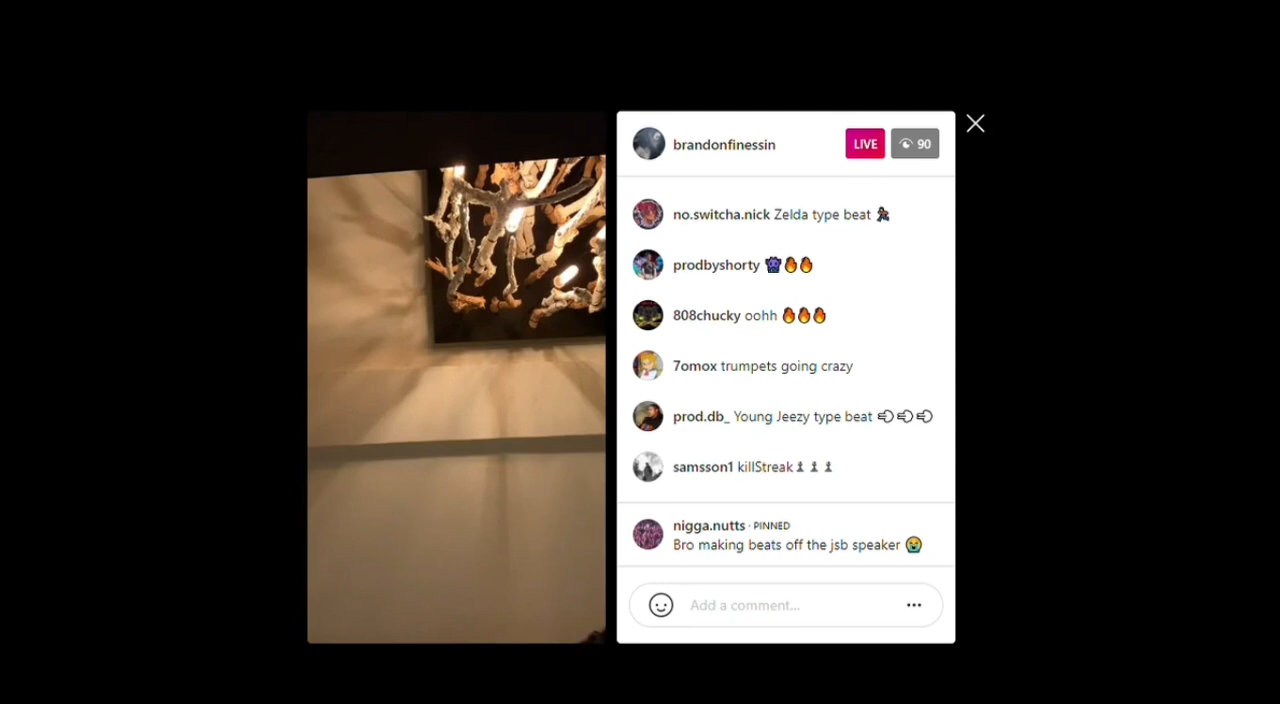 brandonfinessin
LIVE
90
no.switcha.nick Zelda type beat
prodbyshorty 👿🔥🔥
808chucky oohh 🔥🔥🔥
7omox trumpets going crazy
prod.db_ Young Jeezy type beat 💨💨💨
samsson1 killStreak♟♟♟
nigga.nutts · PINNED
Bro making beats off the jsb speaker 😭
Add a comment...